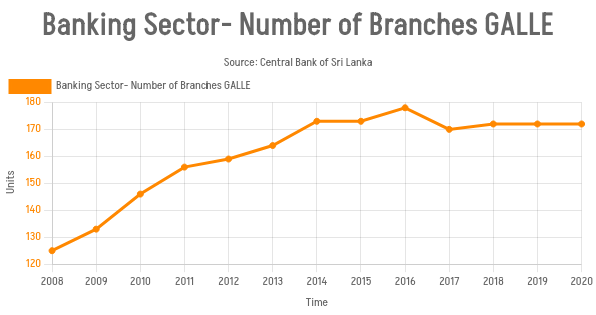 Banking Sector- Number of Branches GALLE
Source: Central Bank of Sri Lanka
Banking Sector- Number of Branches GALLE
180
170
160
150
140
130
120
Units
2008 2009 2010 2011 2012 2013 2014 2015 2016 2017 2018 2019 2020
Time